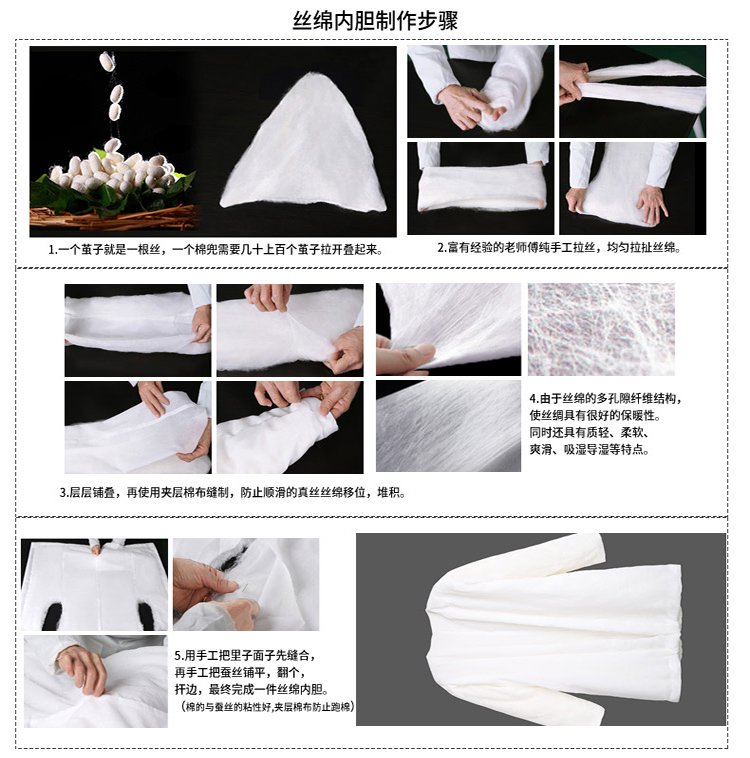 丝绵内胆制作步骤
1.一个茧子就是一根丝，一个棉兜需要几十上百个茧子拉开叠起来。
2.富有经验的老师傅纯手工拉丝，均匀拉扯丝绵。
4.由于丝绵的多孔隙纤维结构，
使丝绸具有很好的保暖性。
同时还具有质轻、柔软、
爽滑、吸湿导湿等特点。
3.层层铺叠，再使用夹层棉布缝制，防止顺滑的真丝丝绵移位，堆积。
5.用手工把里子面子先缝合，
再手工把蚕丝铺平，翻个，
扞边，最终完成一件丝绵内胆。
（棉的与蚕丝的粘性好,夹层棉布防止跑棉）